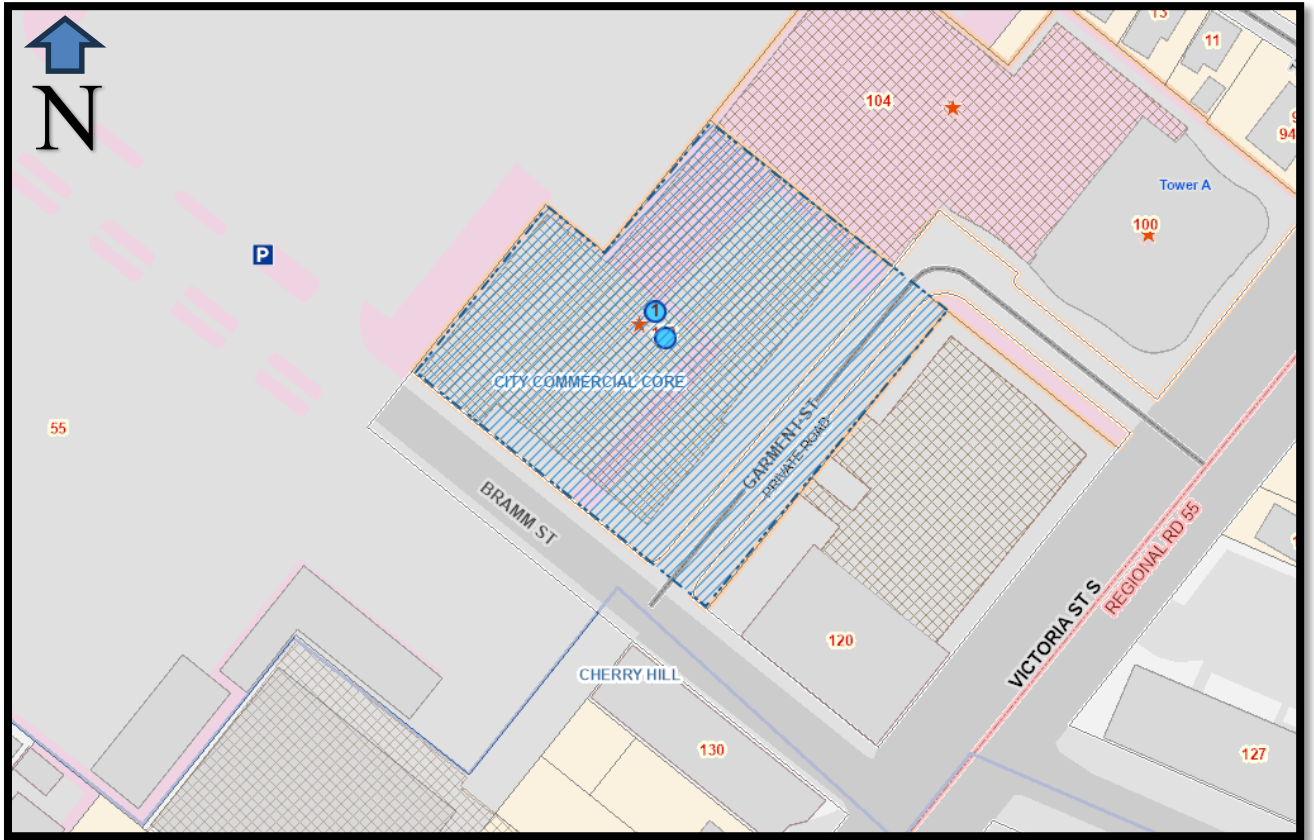 N
13
11
104
94
Tower A
100
P
1
CITY COMMERCIAL CORE
55
GARMENT ST
PRIVATE ROAD
BRAMM ST
REGIONAL RD 55
VICTORIA ST S
120
CHERRY HILL
130
127